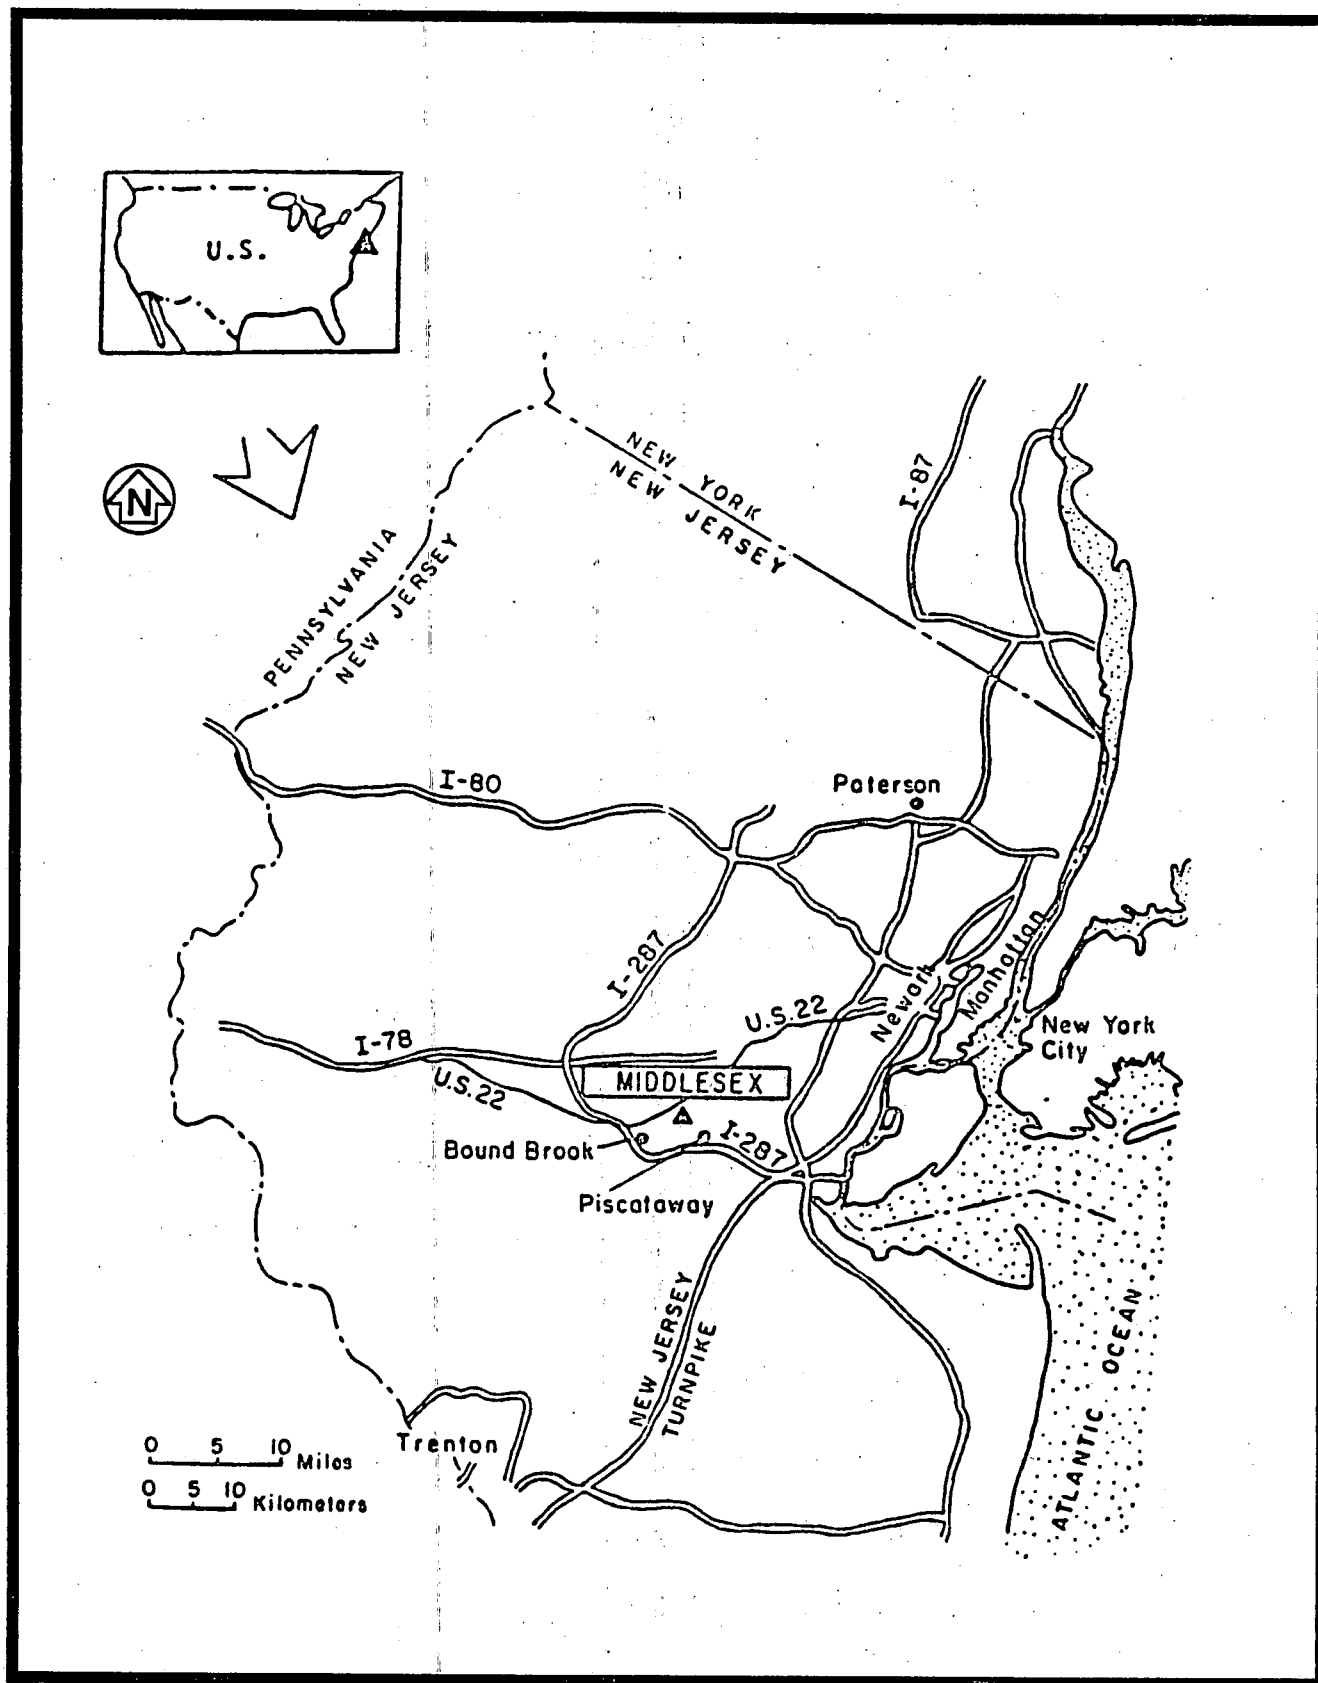 U.S.
N
PENNSYLVANIA
NEW JERSEY
NEW YORK
NEW JERSEY
I-87
I-80
Paterson
I-287
Newark
Manhattan
U.S.22
New York
City
I-78
U.S.22
MIDDLESEX
Bound Brook
I-287
Piscataway
NEW JERSEY
TURNPIKE
ATLANTIC OCEAN
Trenton
0 5 10 Miles
0 5 10 Kilometers